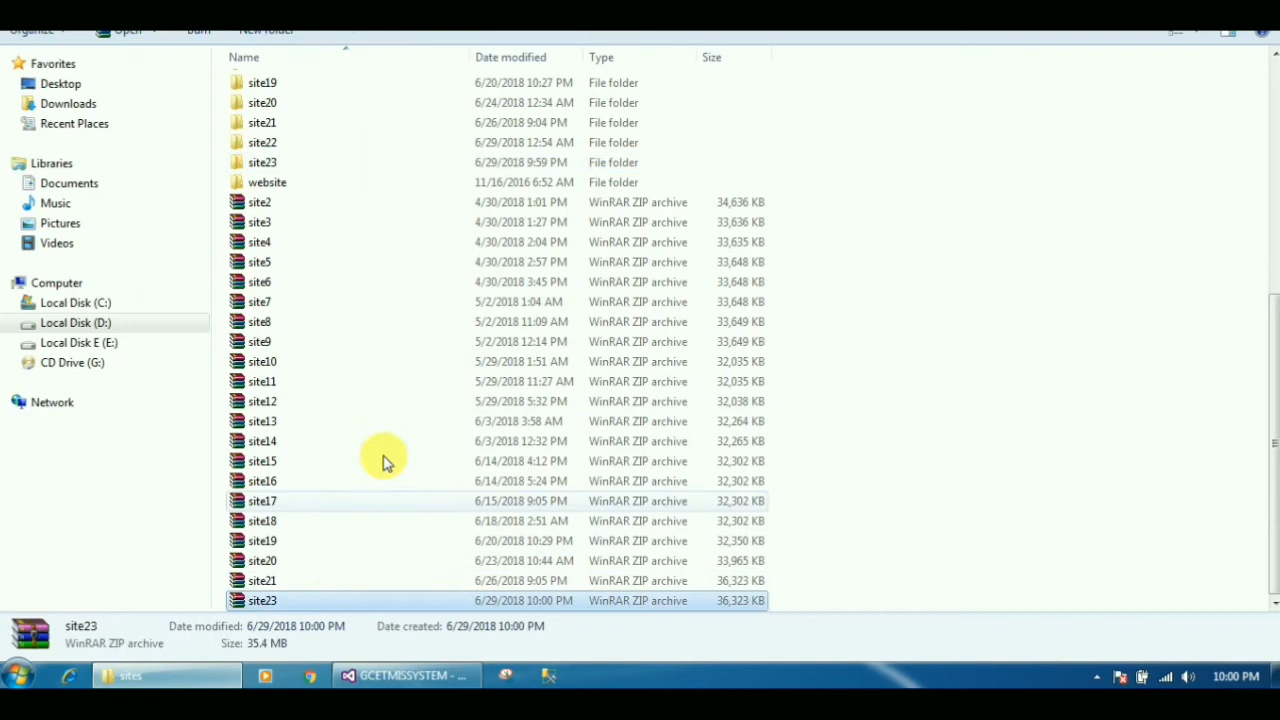 Organize Open Burn New folder
Name Date modified Type Size
Favorites
Desktop
Downloads
Recent Places
Libraries
Documents
Music
Pictures
Videos
Computer
Local Disk (C:)
Local Disk (D:)
Local Disk E (E:)
CD Drive (G:)
Network
site19 6/20/2018 10:27 PM File folder
site20 6/24/2018 12:34 AM File folder
site21 6/26/2018 9:04 PM File folder
site22 6/29/2018 12:54 AM File folder
site23 6/29/2018 9:59 PM File folder
website 11/16/2016 6:52 AM File folder
site2 4/30/2018 1:01 PM WinRAR ZIP archive 34,636 KB
site3 4/30/2018 1:27 PM WinRAR ZIP archive 33,636 KB
site4 4/30/2018 2:04 PM WinRAR ZIP archive 33,635 KB
site5 4/30/2018 2:57 PM WinRAR ZIP archive 33,648 KB
site6 4/30/2018 3:45 PM WinRAR ZIP archive 33,648 KB
site7 5/2/2018 1:04 AM WinRAR ZIP archive 33,648 KB
site8 5/2/2018 11:09 AM WinRAR ZIP archive 33,649 KB
site9 5/2/2018 12:14 PM WinRAR ZIP archive 33,649 KB
site10 5/29/2018 1:51 AM WinRAR ZIP archive 32,035 KB
site11 5/29/2018 11:27 AM WinRAR ZIP archive 32,035 KB
site12 5/29/2018 5:32 PM WinRAR ZIP archive 32,038 KB
site13 6/3/2018 3:58 AM WinRAR ZIP archive 32,264 KB
site14 6/3/2018 12:32 PM WinRAR ZIP archive 32,265 KB
site15 6/14/2018 4:12 PM WinRAR ZIP archive 32,302 KB
site16 6/14/2018 5:24 PM WinRAR ZIP archive 32,302 KB
site17 6/15/2018 9:05 PM WinRAR ZIP archive 32,302 KB
site18 6/18/2018 2:51 AM WinRAR ZIP archive 32,302 KB
site19 6/20/2018 10:29 PM WinRAR ZIP archive 32,350 KB
site20 6/23/2018 10:44 AM WinRAR ZIP archive 33,965 KB
site21 6/26/2018 9:05 PM WinRAR ZIP archive 36,323 KB
site23 6/29/2018 10:00 PM WinRAR ZIP archive 36,323 KB
site23 Date modified: 6/29/2018 10:00 PM Date created: 6/29/2018 10:00 PM
WinRAR ZIP archive Size: 35.4 MB
sites GCETMISSYSTEM - ... 10:00 PM